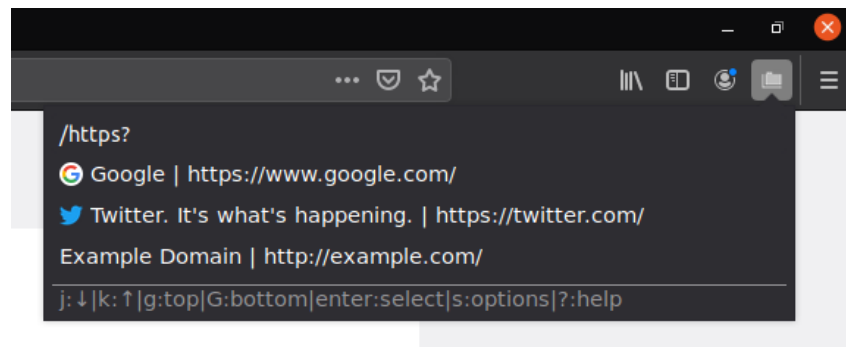 /https?
Google | https://www.google.com/
Twitter. It's what's happening. | https://twitter.com/
Example Domain | http://example.com/
j:↓|k:↑|g:top|G:bottom|enter:select|s:options|?:help